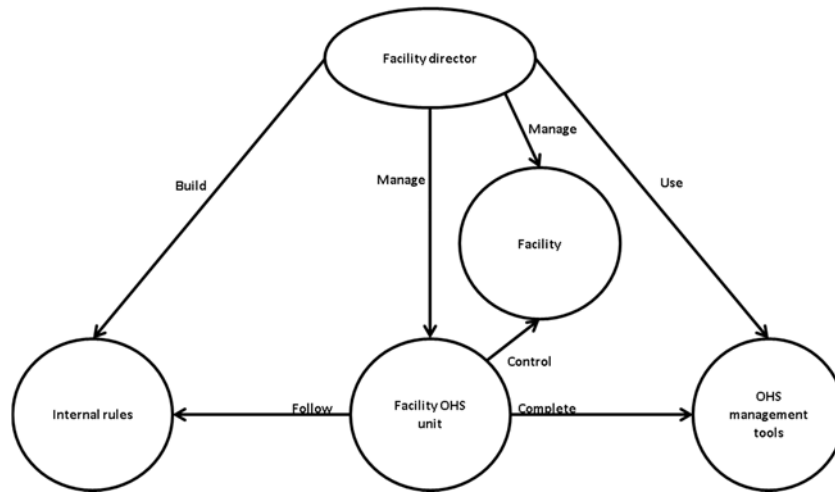 Facility director
Manage
Build
Manage
Use
Facility
Control
Internal rules
Follow
Facility OHS
unit
Complete
OHS
management
tools